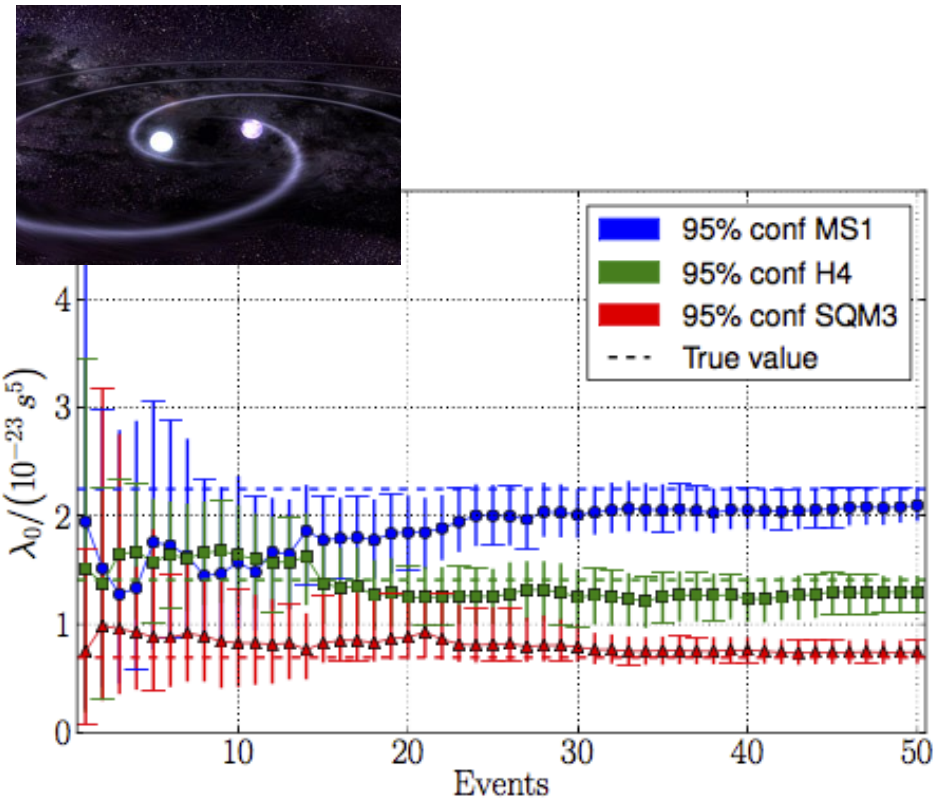 95% conf MS1
95% conf H4
95% conf SQM3
True value
4
3
2
1
0
λ₀/(10⁻²³ s⁵)
10
20
30
40
50
Events